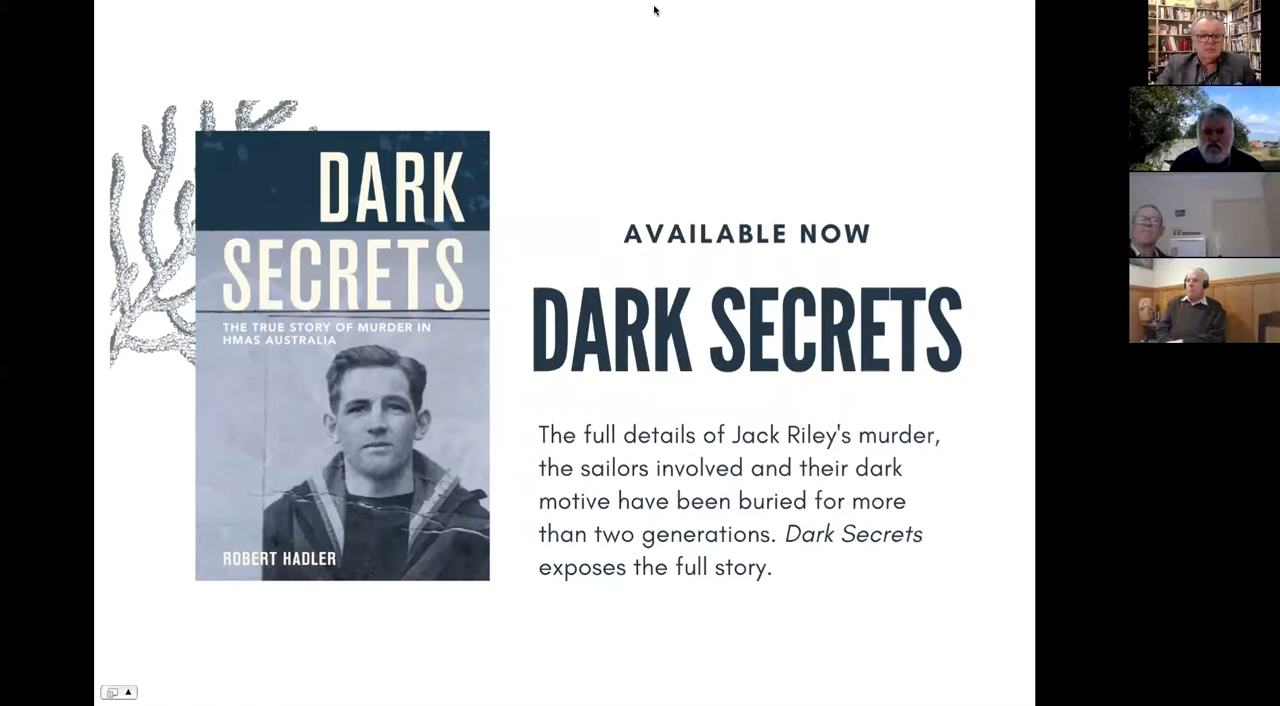 DARK
SECRETS
THE TRUE STORY OF MURDER IN
HMAS AUSTRALIA
ROBERT HADLER
AVAILABLE NOW
DARK SECRETS
The full details of Jack Riley's murder,
the sailors involved and their dark
motive have been buried for more
than two generations. Dark Secrets
exposes the full story.